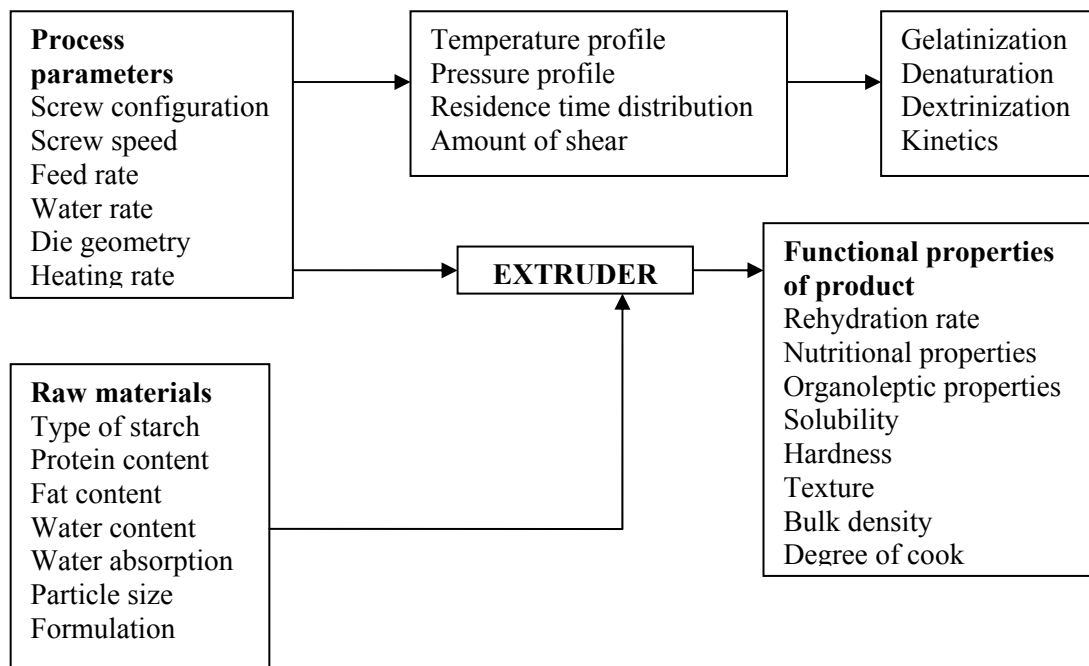 Process
parameters
Screw configuration
Screw speed
Feed rate
Water rate
Die geometry
Heating rate
Temperature profile
Pressure profile
Residence time distribution
Amount of shear
Gelatinization
Denaturation
Dextrinization
Kinetics
EXTRUDER
Functional properties
of product
Rehydration rate
Nutritional properties
Organoleptic properties
Solubility
Hardness
Texture
Bulk density
Degree of cook
Raw materials
Type of starch
Protein content
Fat content
Water content
Water absorption
Particle size
Formulation